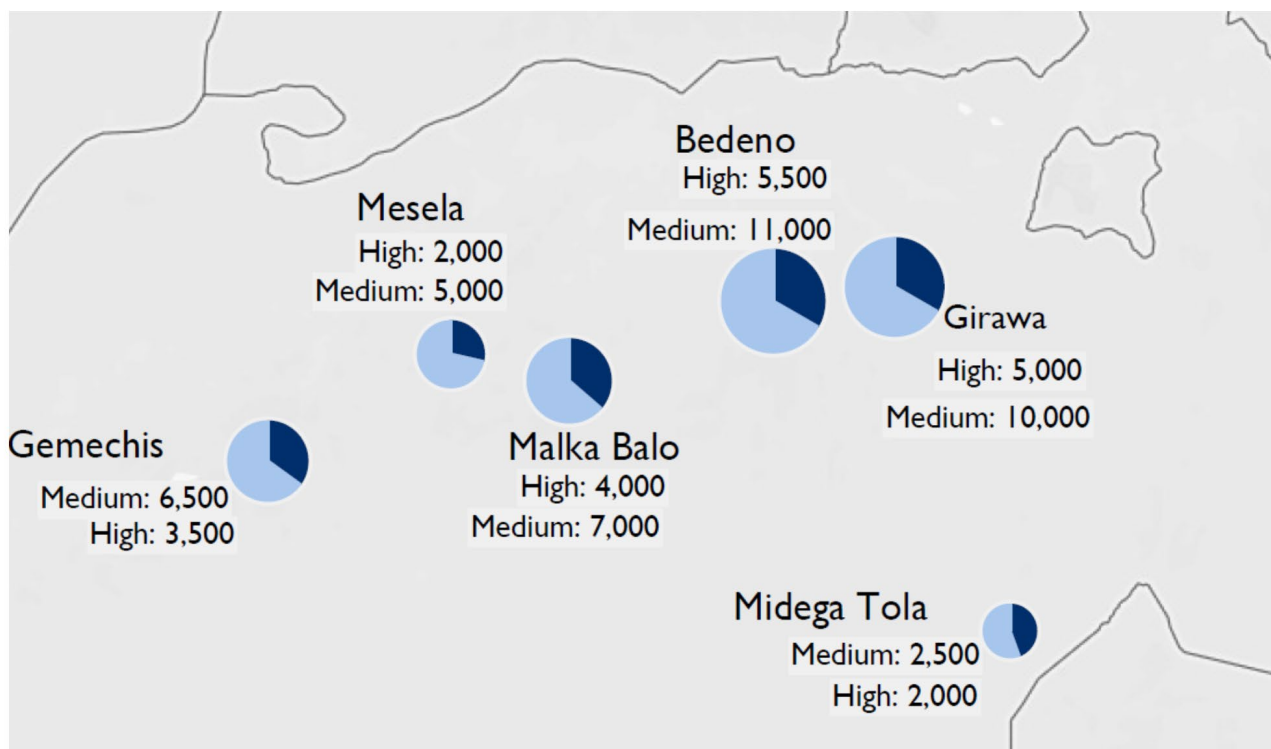 Bedeno
High: 5,500
Medium: 11,000
Mesela
High: 2,000
Medium: 5,000
Girawa
High: 5,000
Medium: 10,000
Gemechis
Medium: 6,500
High: 3,500
Malka Balo
High: 4,000
Medium: 7,000
Midega Tola
Medium: 2,500
High: 2,000